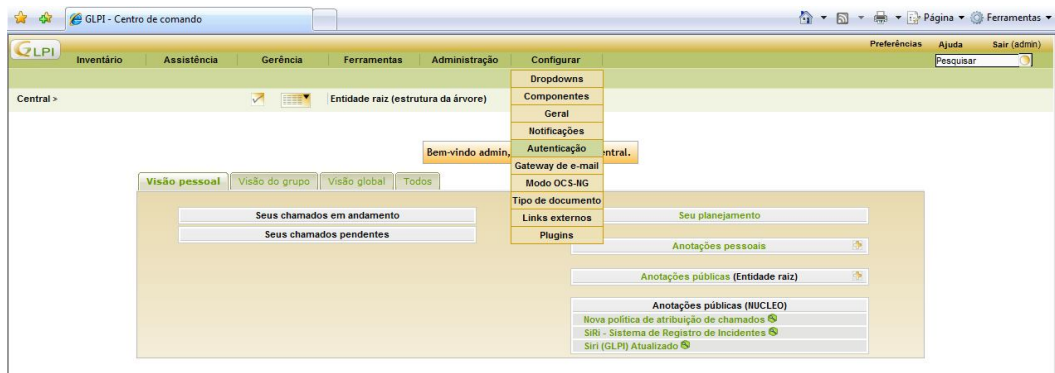 GLPI - Centro de comando
Página Ferramentas
GLPI
Preferências Ajuda Sair (admin)
Inventário Assistência Gerência Ferramentas Administração Configurar
Pesquisar
Dropdowns
Central > Entidade raiz (estrutura da árvore)
Componentes
Geral
Notificações
Autenticação
Bem-vindo admin, entral.
Gateway de e-mail
Modo OCS-NG
Tipo de documento
Links externos
Plugins
Visão pessoal Visão do grupo Visão global Todos
Seus chamados em andamento
Seus chamados pendentes
Seu planejamento
Anotações pessoais
Anotações públicas (Entidade raiz)
Anotações públicas (NUCLEO)
Nova política de atribuição de chamados
SiRi - Sistema de Registro de Incidentes
Siri (GLPI) Atualizado